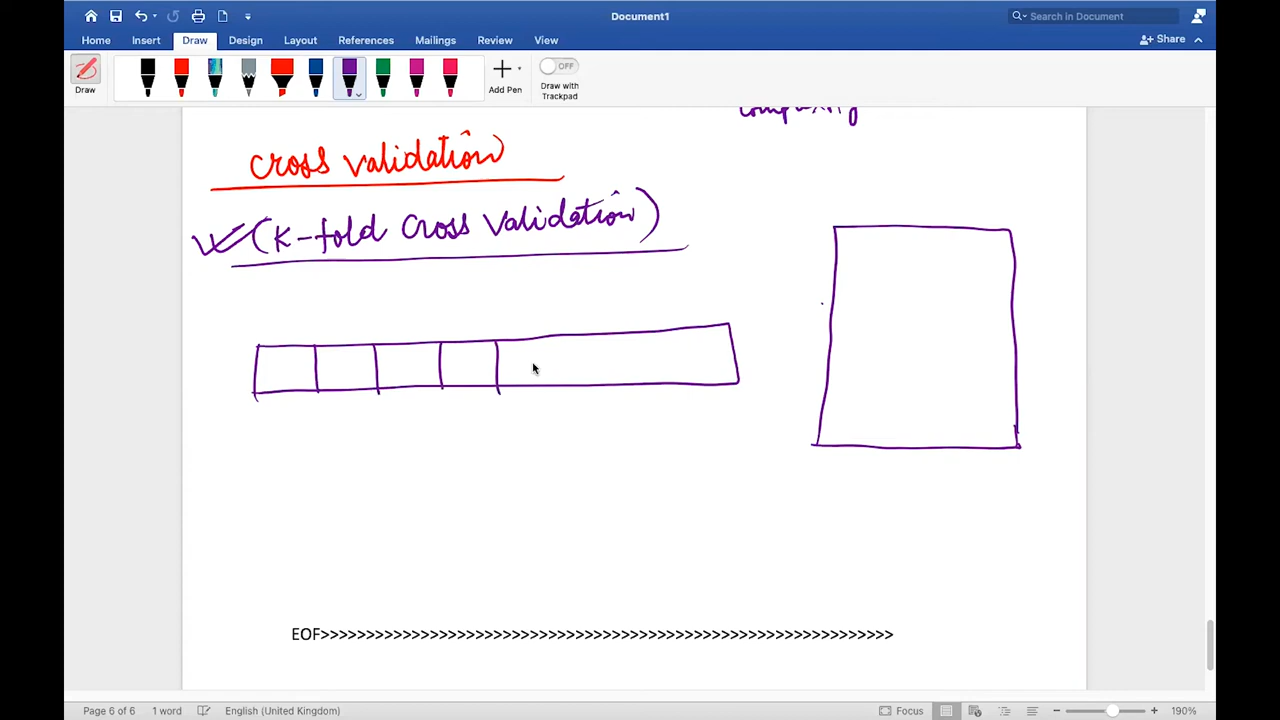 Document1
Search in Document
Home Insert Draw Design Layout References Mailings Review View
Share
OFF
Draw
Add Pen
Draw with
Trackpad
complexity
Cross Validation
(K-fold Cross Validation)
EOF>>>>>>>>>>>>>>>>>>>>>>>>>>>>>>>>>>>>>>>>>>>>>>>>>>>>>>>>>>>>>>>>
Page 6 of 6 1 word English (United Kingdom) Focus 190%